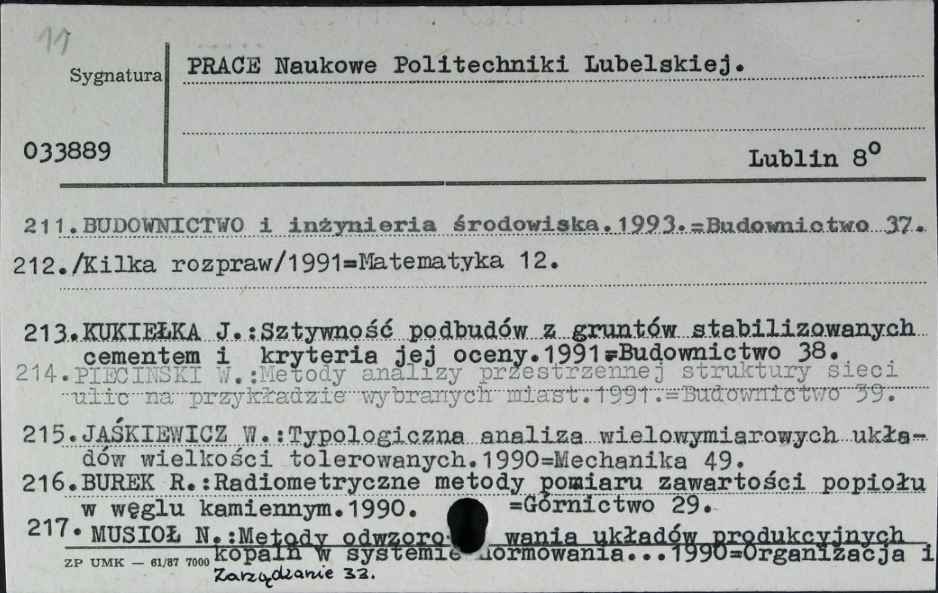 11
Sygnatura
PRACE Naukowe Politechniki Lubelskiej.
033889
Lublin 8°
211.BUDOWNICTWO i inżynieria środowiska.1993.=Budownictwo 37.
212./Kilka rozpraw/1991=Matematyka 12.
213.KUKIEŁKA J.:Sztywność podbudów z gruntów stabilizowanych
cementem i kryteria jej oceny.1991=Budownictwo 38.
214.PIECINSKI W.:Metody analizy przestrzennej struktury sieci
ulic na przykładzie wybranych miast.1991.=Budownictwo 39.
215.JAŚKIEWICZ W.:Typologiczna analiza wielowymiarowych ukła-
dów wielkości tolerowanych.1990=Mechanika 49.
216.BUREK R.:Radiometryczne metody pomiaru zawartości popiołu
w węglu kamiennym.1990. =Górnictwo 29.
217. MUSIOŁ N.:Metody odwzoro wania układów produkcyjnych
kopalń w systemie normowania...1990=Organizacja i
ZP UMK — 61/87 7000
Zarządzanie 33.